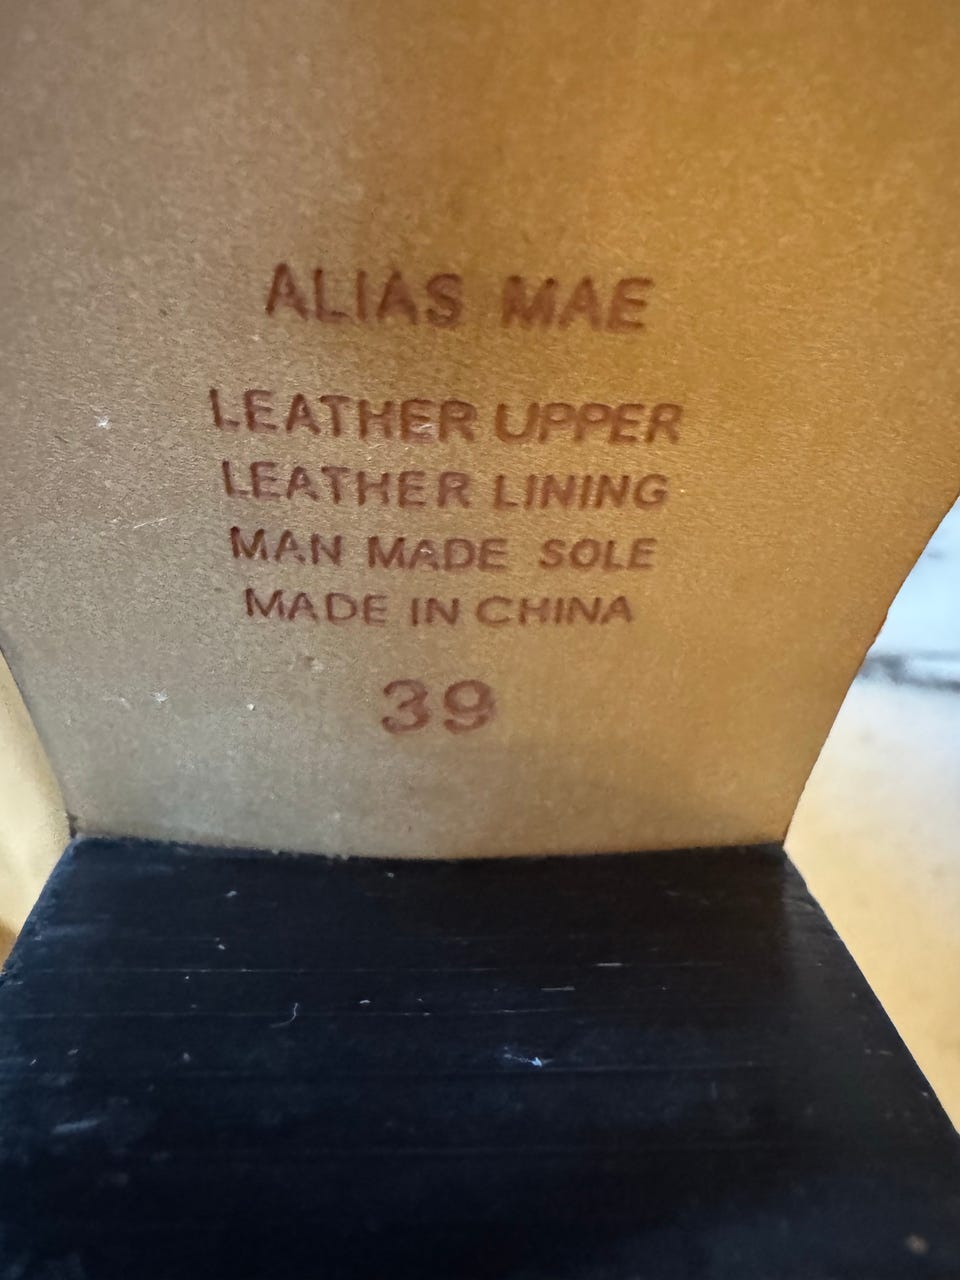 ALIAS MAE
LEATHER UPPER
LEATHER LINING
MAN MADE SOLE
MADE IN CHINA
39